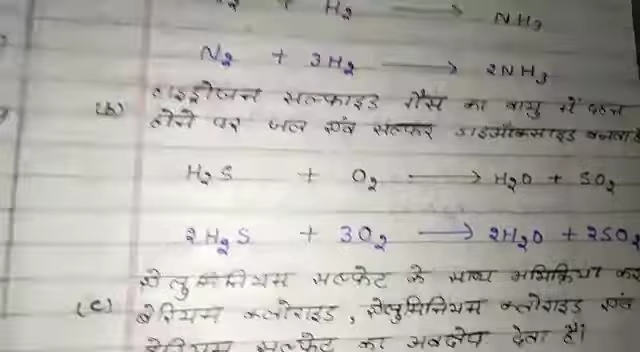 H₂ ⟶ NH₃
N₂ + 3H₂ ⟶ 2NH₃
(b) हाइड्रोजन सल्फाइड गैस का वायु में दहन
होने पर जल एवं सल्फर डाइऑक्साइड बनता
H₂S + O₂ ⟶ H₂O + SO₂
2H₂S + 3O₂ ⟶ 2H₂O + 2SO₂
ऐलुमिनियम सल्फेट के साथ अभिक्रिया कर
(c) बेरियम क्लोराइड, ऐलुमिनियम क्लोराइड एवं
बेरियम सल्फेट का अवक्षेप देता है।